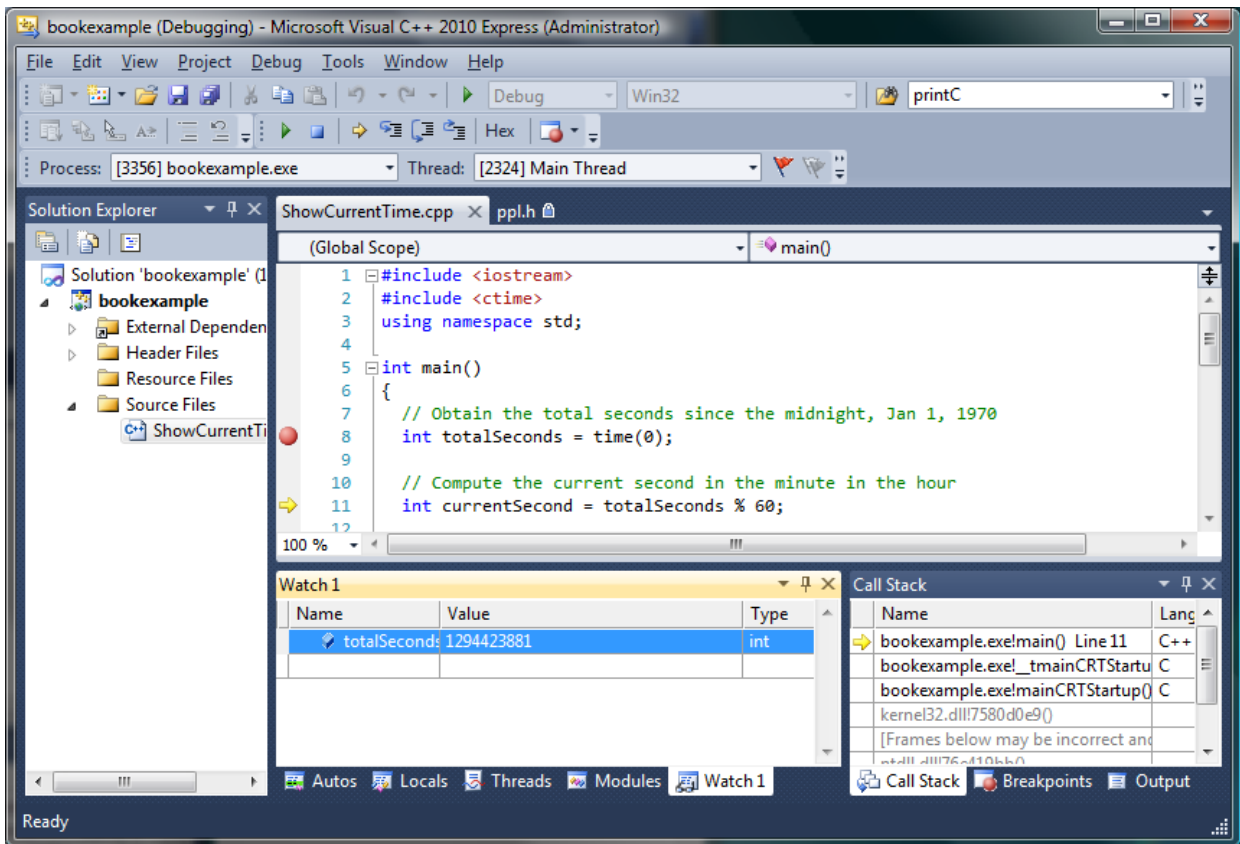 bookexample (Debugging) - Microsoft Visual C++ 2010 Express (Administrator)
File Edit View Project Debug Tools Window Help
Debug Win32 printC
Hex
Process: [3356] bookexample.exe Thread: [2324] Main Thread
Solution Explorer
Solution 'bookexample' (1
bookexample
External Dependen
Header Files
Resource Files
Source Files
ShowCurrentTi
ShowCurrentTime.cpp ppl.h
(Global Scope) main()
1 #include <iostream>
2 #include <ctime>
3 using namespace std;
4
5 int main()
6 {
7 // Obtain the total seconds since the midnight, Jan 1, 1970
8 int totalSeconds = time(0);
9
10 // Compute the current second in the minute in the hour
11 int currentSecond = totalSeconds % 60;
12
100 %
Watch 1
Name Value Type
totalSeconds 1294423881 int
Autos Locals Threads Modules Watch 1
Call Stack
Name Lang
bookexample.exe!main() Line 11 C++
bookexample.exe!__tmainCRTStartu C
bookexample.exe!mainCRTStartup() C
kernel32.dll!7580d0e9()
[Frames below may be incorrect and
Call Stack Breakpoints Output
Ready